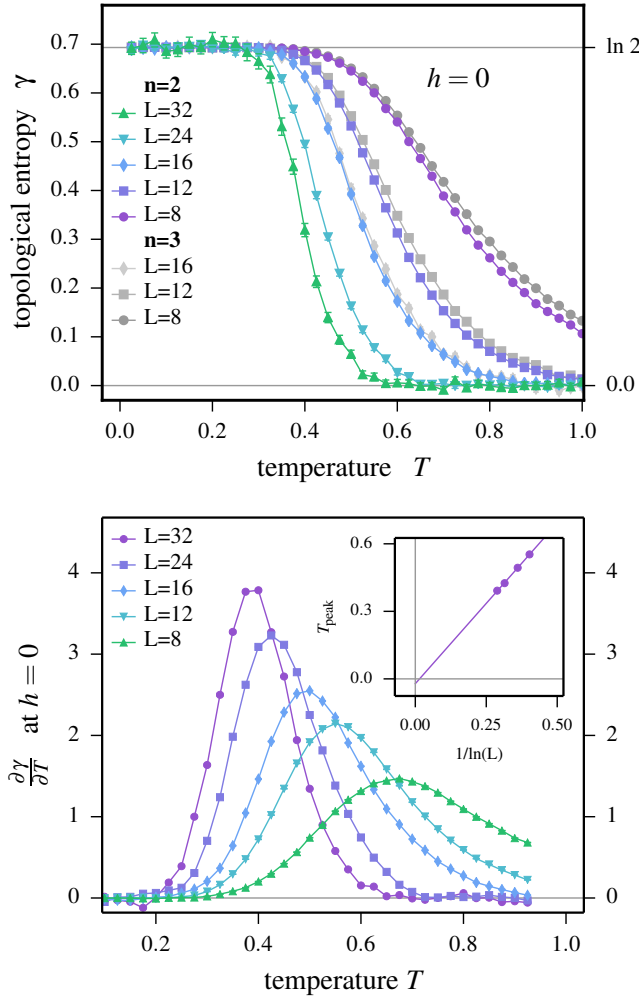 0.7
0.6
0.5
0.4
0.3
0.2
0.1
0.0
topological entropy γ
n=2
L=32
L=24
L=16
L=12
L=8
n=3
L=16
L=12
L=8
h = 0
ln 2
0.0
0.0 0.2 0.4 0.6 0.8 1.0
temperature T
4
3
2
1
0
∂γ/∂T at h = 0
L=32
L=24
L=16
L=12
L=8
0.6
0.3
0.0
T_peak
0.00 0.25 0.50
1/ln(L)
4
3
2
1
0
0.2 0.4 0.6 0.8 1.0
temperature T